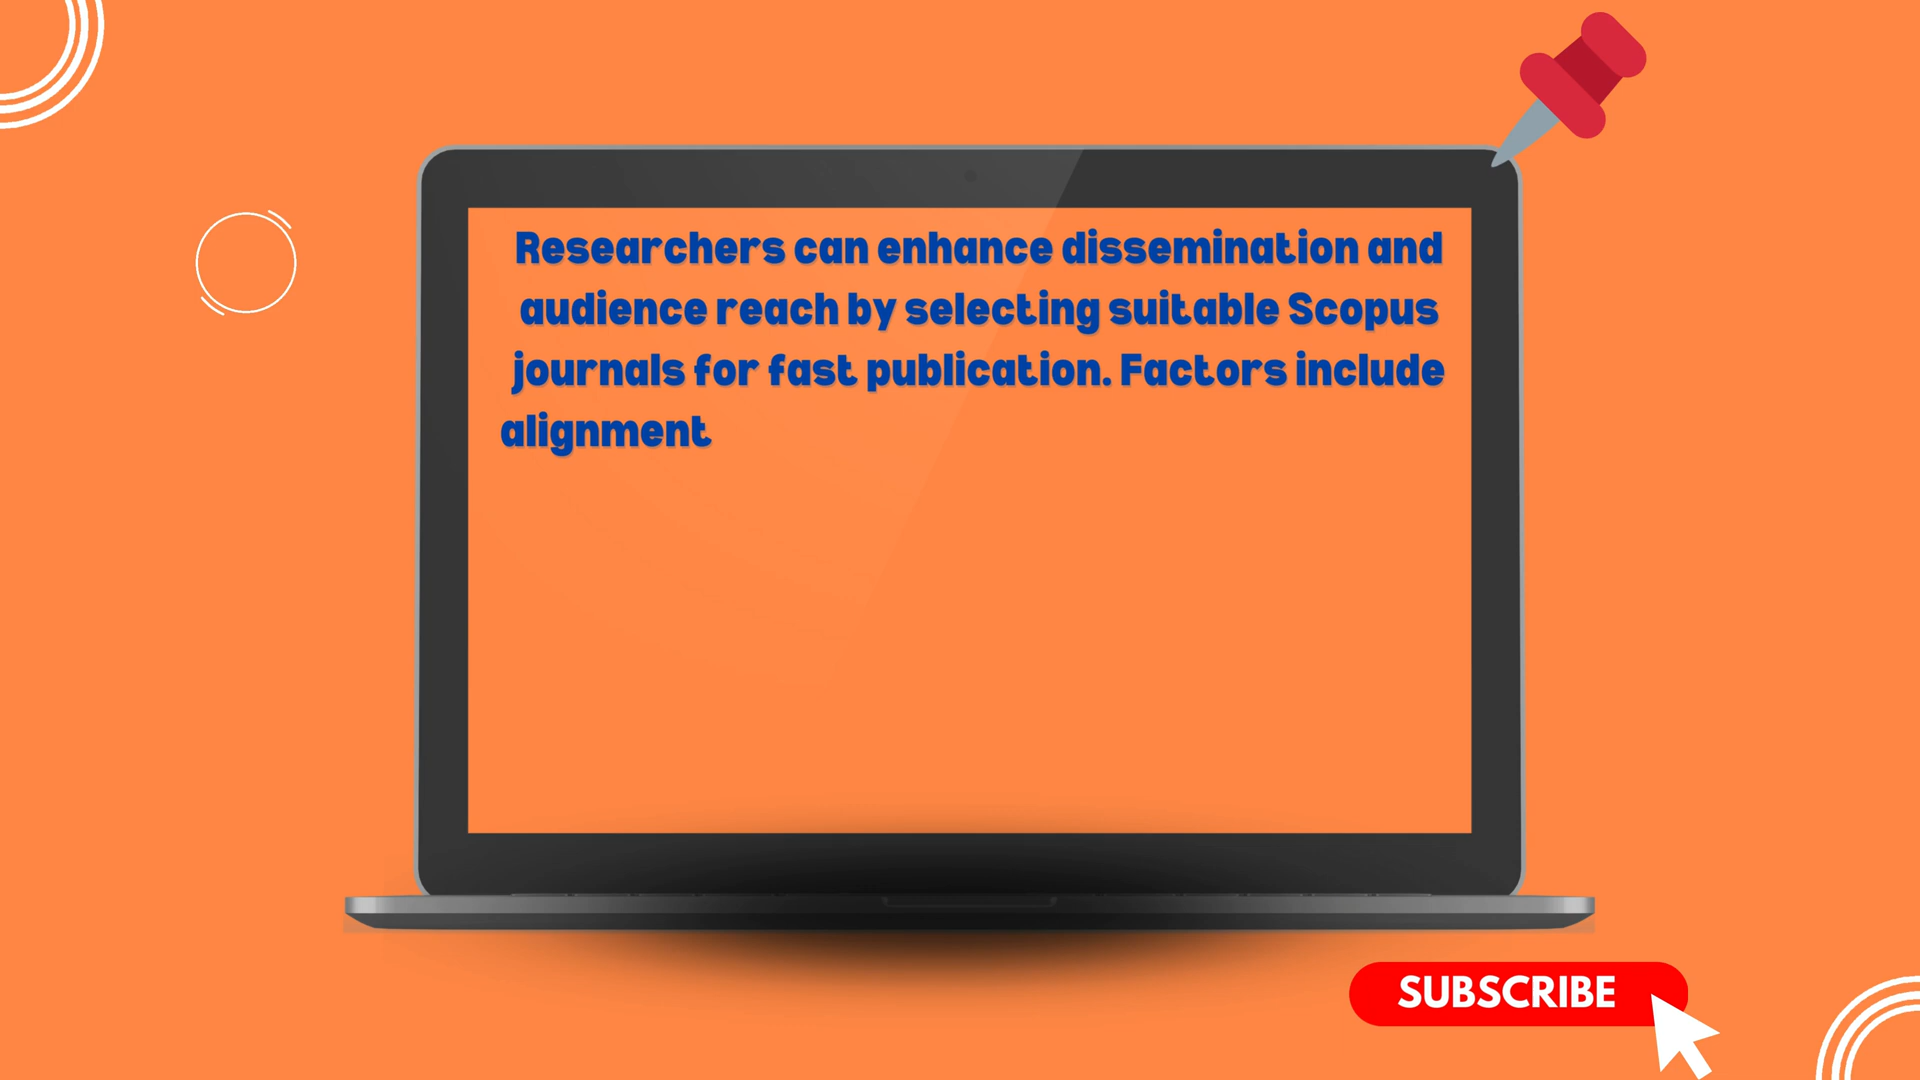 Researchers can enhance dissemination and
audience reach by selecting suitable Scopus
journals for fast publication. Factors include
alignment
SUBSCRIBE